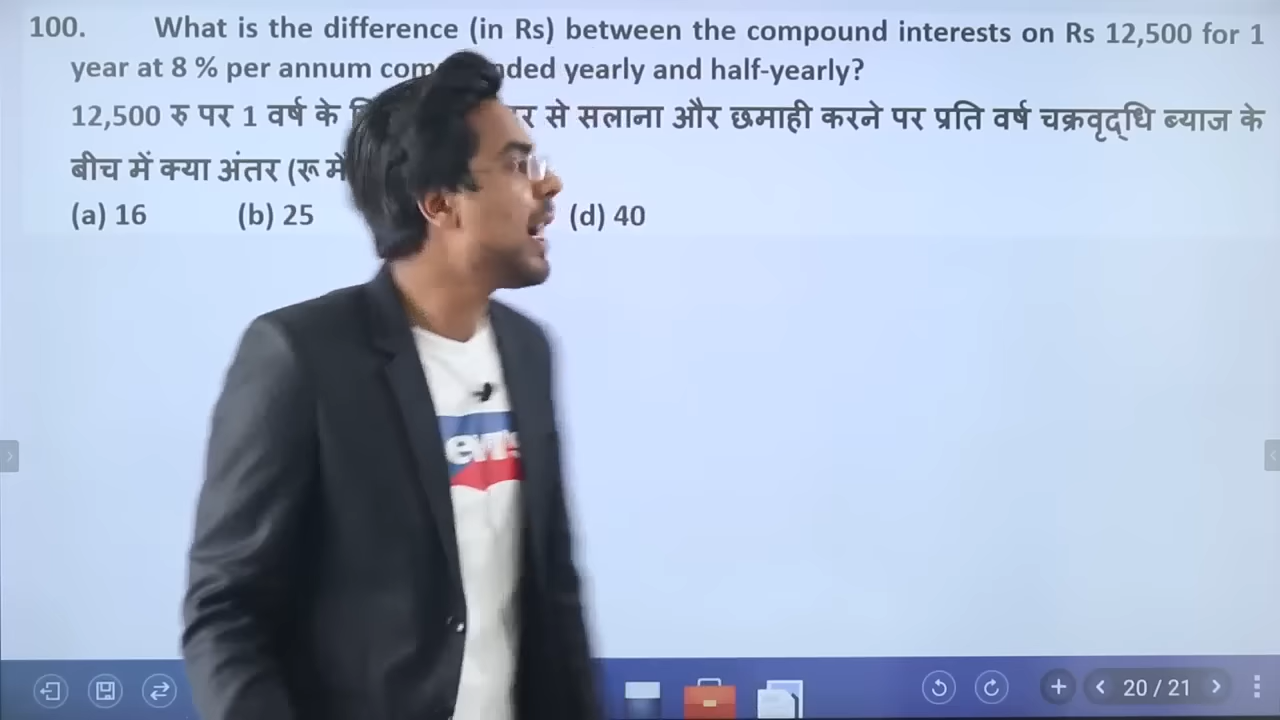 100. What is the difference (in Rs) between the compound interests on Rs 12,500 for 1
year at 8 % per annum com nded yearly and half-yearly?
12,500 रु पर 1 वर्ष के र से सलाना और छमाही करने पर प्रति वर्ष चक्रवृद्धि ब्याज के
बीच में क्या अंतर (रू में
(a) 16 (b) 25 (d) 40
20 / 21